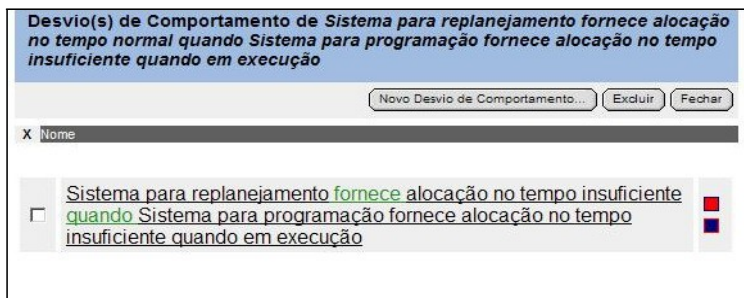 Desvio(s) de Comportamento de Sistema para replanejamento fornece alocação
no tempo normal quando Sistema para programação fornece alocação no tempo
insuficiente quando em execução
Novo Desvio de Comportamento... Excluir Fechar
X Nome
Sistema para replanejamento fornece alocação no tempo insuficiente
quando Sistema para programação fornece alocação no tempo
insuficiente quando em execução